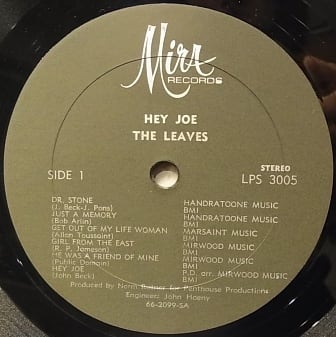 Mira
RECORDS
HEY JOE
THE LEAVES
SIDE 1
STEREO
LPS 3005
DR. STONE
(J. Beck-J. Pons) HANDRATOONE MUSIC
BMI
JUST A MEMORY
(Bob Arlin) HANDRATOONE MUSIC
BMI
GET OUT OF MY LIFE WOMAN
(Allan Toussaint) MARSAINT MUSIC
BMI
GIRL FROM THE EAST
(R. P. Jameson) MIRWOOD MUSIC
BMI
HE WAS A FRIEND OF MINE
(Public Domain) MIRWOOD MUSIC
BMI
HEY JOE
(John Beck) P.D. arr. MIRWOOD MUSIC
BMI
Produced by Norm Ratner for Penthouse Productions
Engineer: John Haeny
66-2099-SA